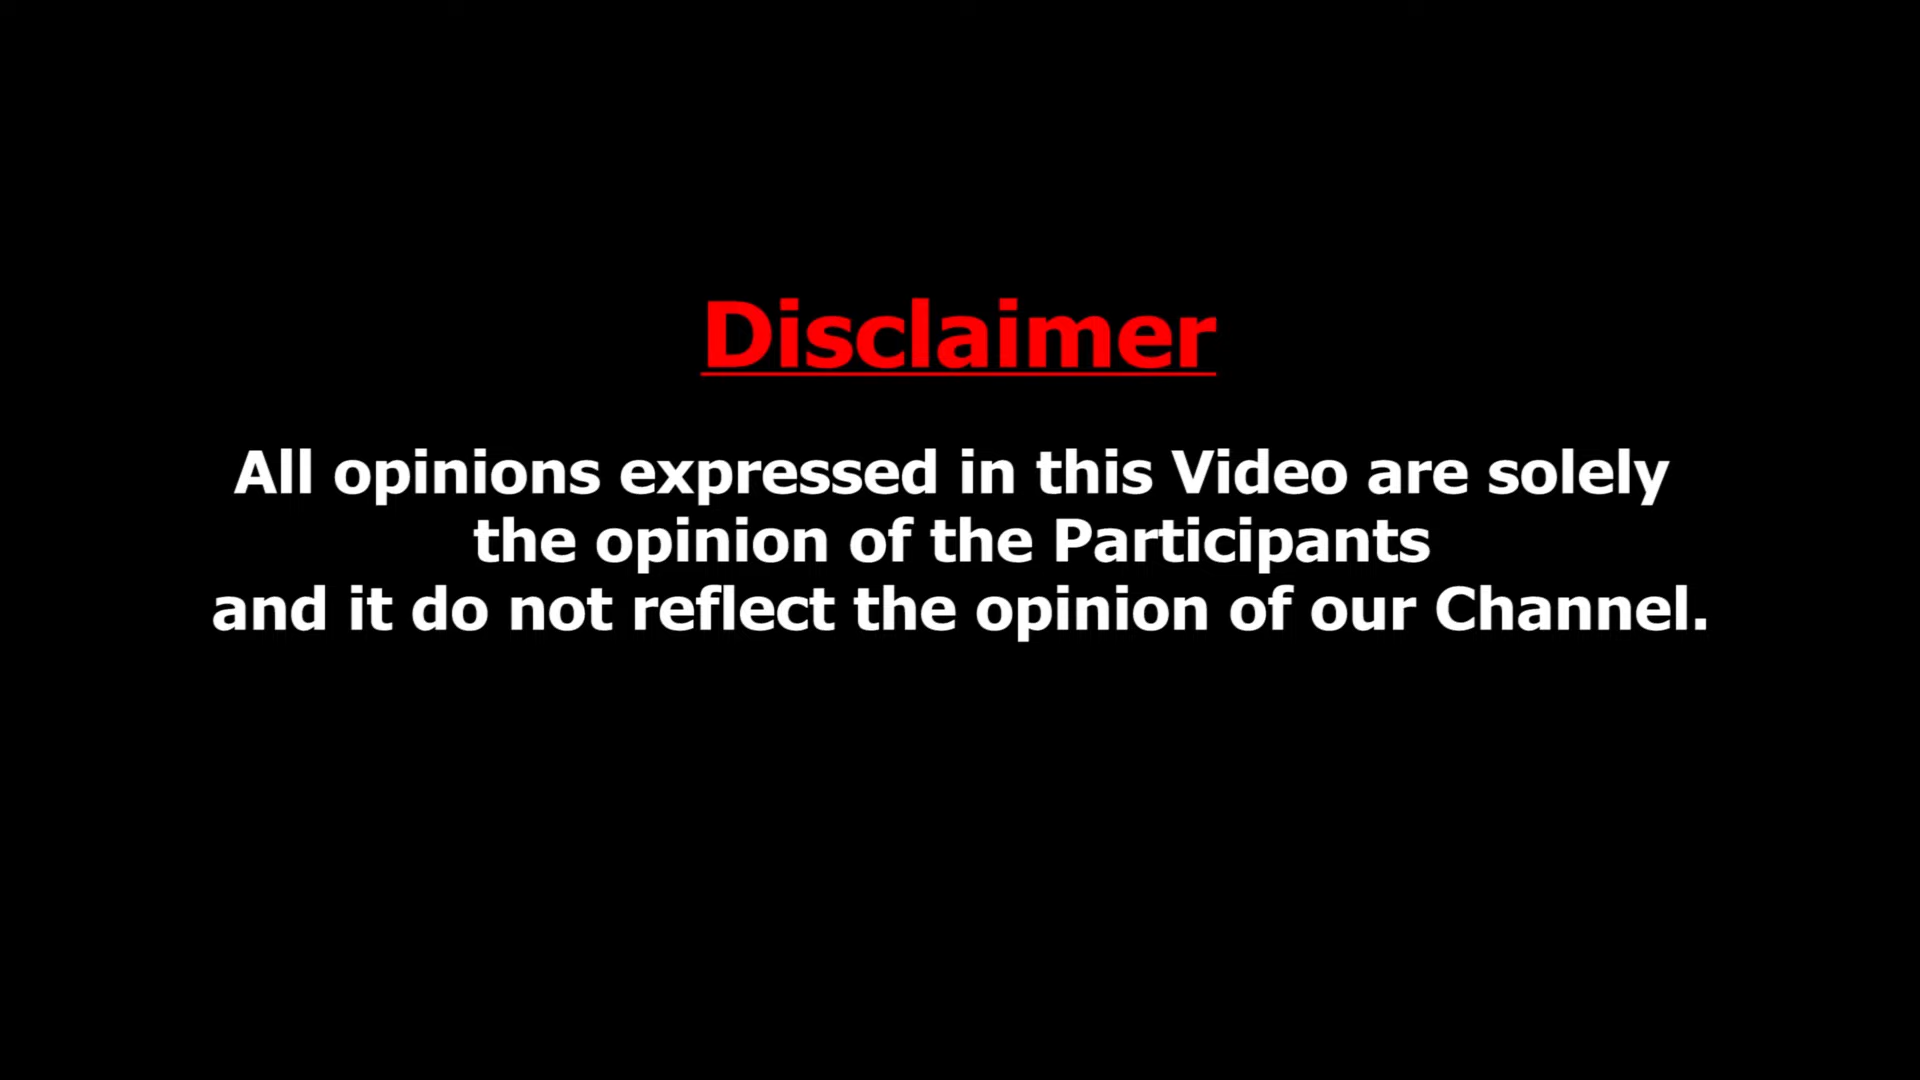 Disclaimer
All opinions expressed in this Video are solely
the opinion of the Participants
and it do not reflect the opinion of our Channel.